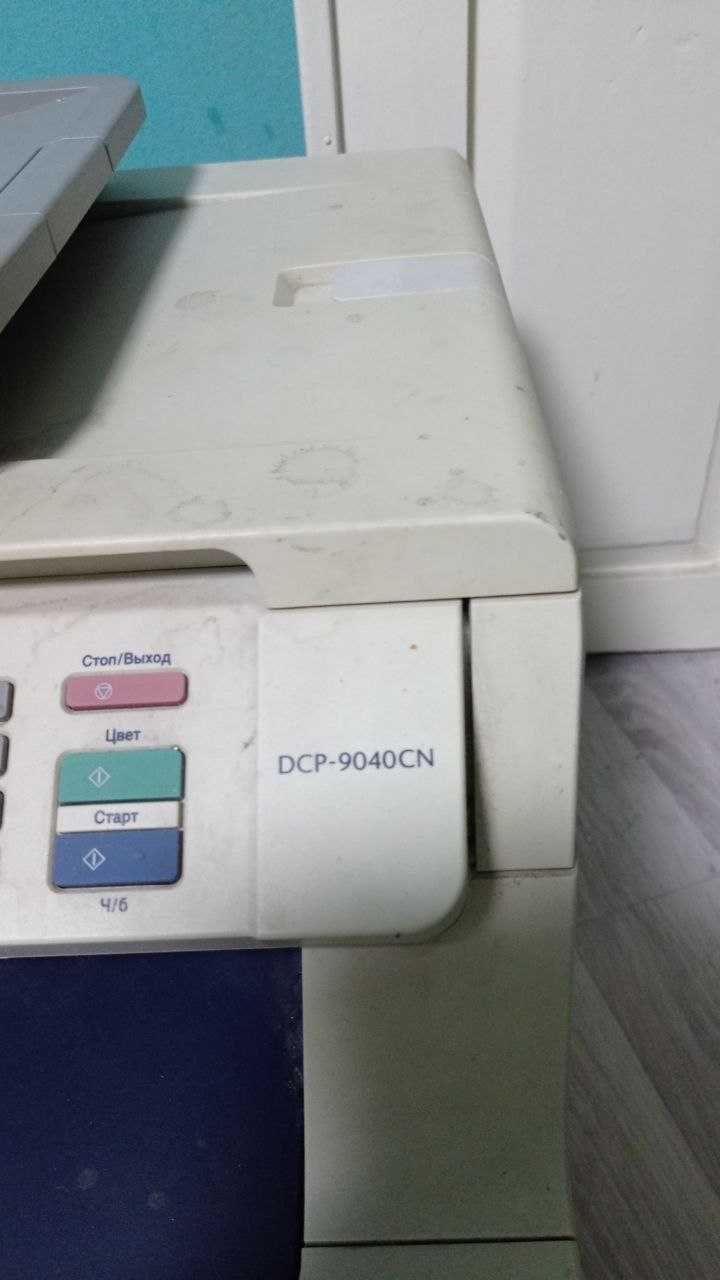 Стоп/Выход
Цвет
DCP-9040CN
Старт
Ч/б